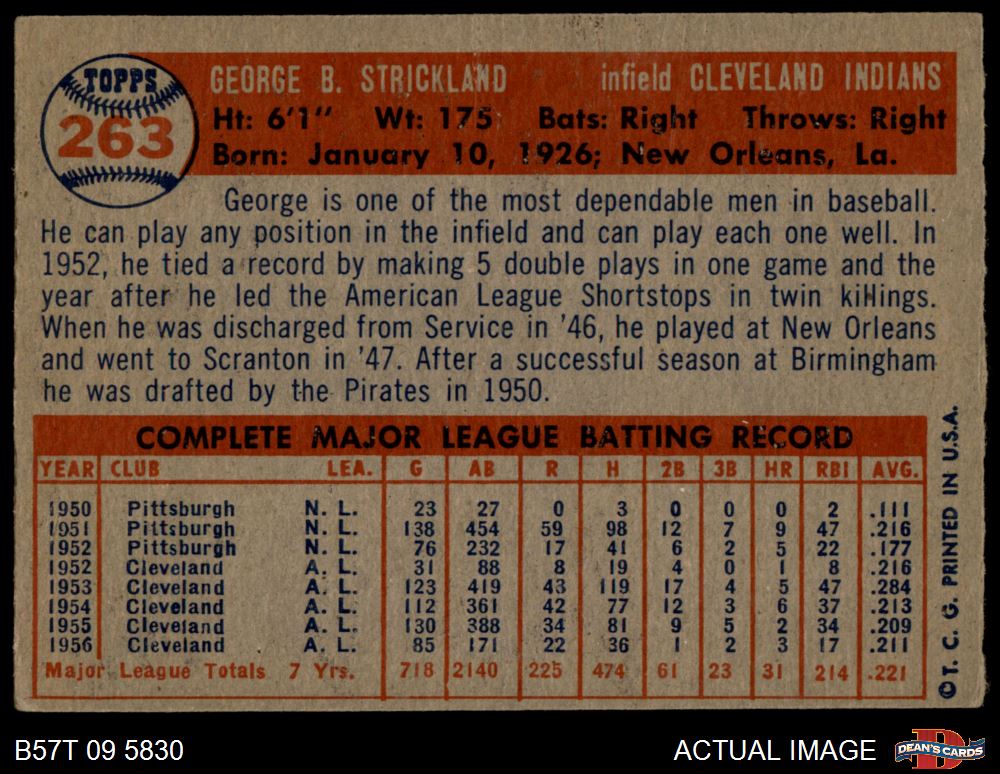 TOPPS
263
GEORGE B. STRICKLAND infield CLEVELAND INDIANS
Ht: 6'1" Wt: 175 Bats: Right Throws: Right
Born: January 10, 1926; New Orleans, La.
George is one of the most dependable men in baseball.
He can play any position in the infield and can play each one well. In
1952, he tied a record by making 5 double plays in one game and the
year after he led the American League Shortstops in twin killings.
When he was discharged from Service in '46, he played at New Orleans
and went to Scranton in '47. After a successful season at Birmingham
he was drafted by the Pirates in 1950.
COMPLETE MAJOR LEAGUE BATTING RECORD
YEAR CLUB LEA. G AB R H 2B 3B HR RBI AVG.
1950 Pittsburgh N. L. 23 27 0 3 0 0 0 2 .111
1951 Pittsburgh N. L. 138 454 59 98 12 7 9 47 .216
1952 Pittsburgh N. L. 76 232 17 41 6 2 5 22 .177
1952 Cleveland A. L. 31 88 8 19 4 0 1 8 .216
1953 Cleveland A. L. 123 419 43 119 17 4 5 47 .284
1954 Cleveland A. L. 112 361 42 77 12 3 6 37 .213
1955 Cleveland A. L. 130 388 34 81 9 5 2 34 .209
1956 Cleveland A. L. 85 171 22 36 1 2 3 17 .211
Major League Totals 7 Yrs. 718 2140 225 474 61 23 31 214 .221
©T. C. G. PRINTED IN U.S.A.
B57T 09 5830 ACTUAL IMAGE DEAN'S CARDS